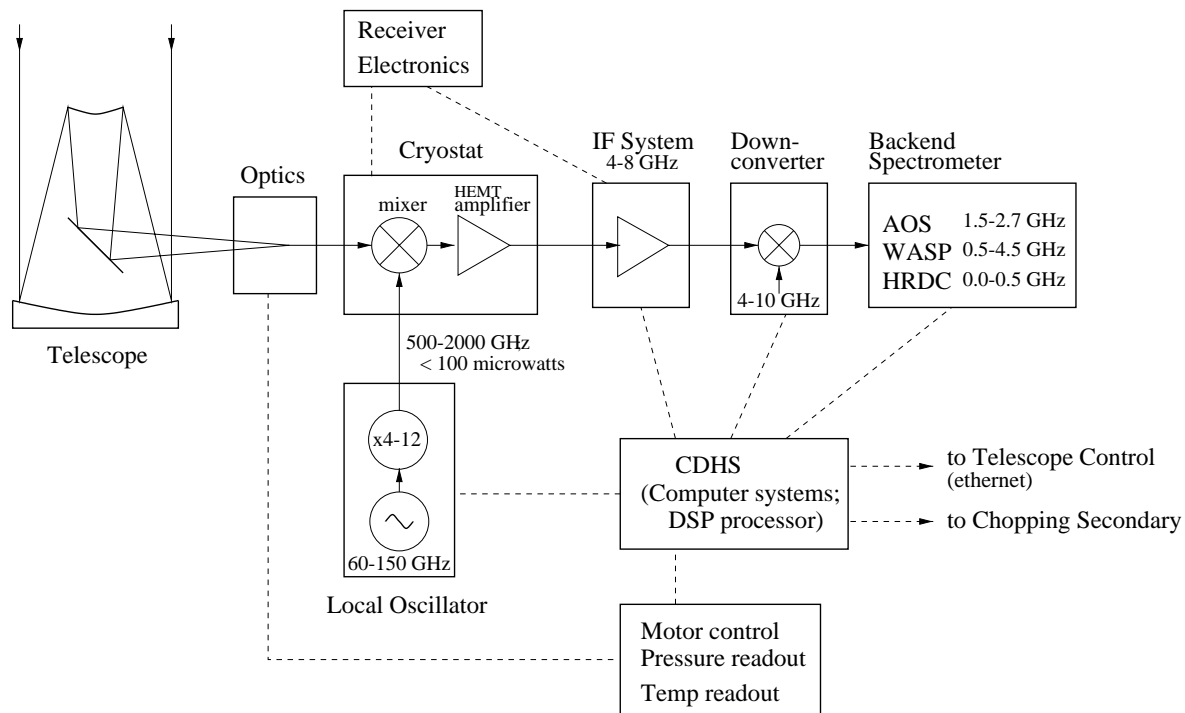 Receiver
Electronics
Telescope
Optics
Cryostat
mixer
HEMT
amplifier
IF System
4-8 GHz
Down-
converter
4-10 GHz
Backend
Spectrometer
AOS 1.5-2.7 GHz
WASP 0.5-4.5 GHz
HRDC 0.0-0.5 GHz
500-2000 GHz
< 100 microwatts
x4-12
60-150 GHz
Local Oscillator
CDHS
(Computer systems;
DSP processor)
to Telescope Control
(ethernet)
to Chopping Secondary
Motor control
Pressure readout
Temp readout